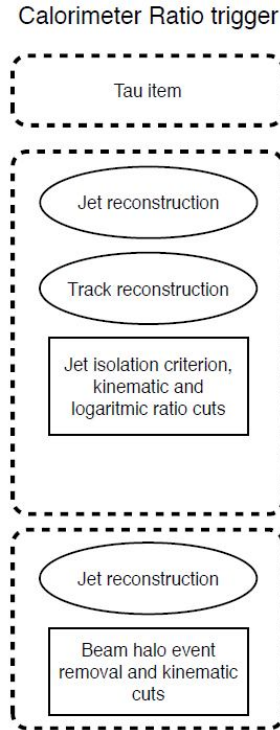 Calorimeter Ratio trigger
Tau item
Jet reconstruction
Track reconstruction
Jet isolation criterion,
kinematic and
logaritmic ratio cuts
Jet reconstruction
Beam halo event
removal and kinematic
cuts